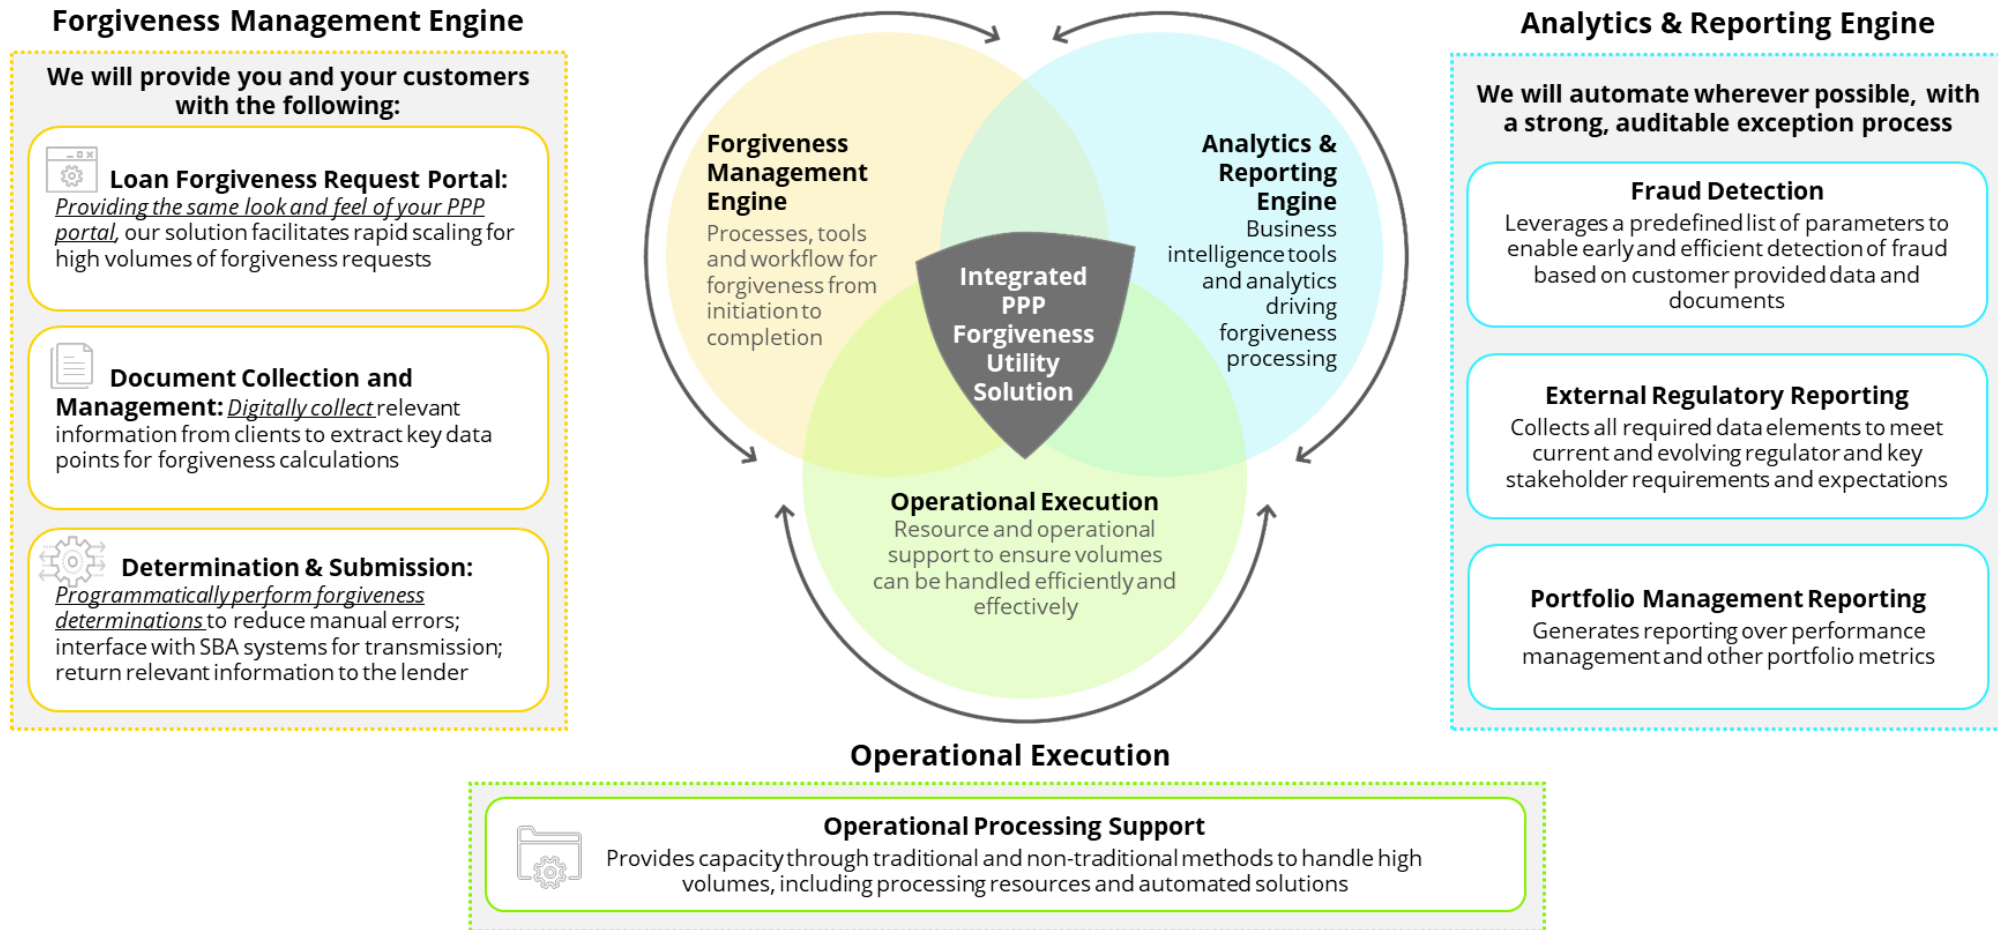 Forgiveness Management Engine
We will provide you and your customers
with the following:
Loan Forgiveness Request Portal:
Providing the same look and feel of your PPP
portal, our solution facilitates rapid scaling for
high volumes of forgiveness requests
Document Collection and
Management: Digitally collect relevant
information from clients to extract key data
points for forgiveness calculations
Determination & Submission:
Programmatically perform forgiveness
determinations to reduce manual errors;
interface with SBA systems for transmission;
return relevant information to the lender
Forgiveness
Management
Engine
Processes, tools
and workflow for
forgiveness from
initiation to
completion
Analytics &
Reporting
Engine
Business
intelligence tools
and analytics
driving
forgiveness
processing
Integrated
PPP
Forgiveness
Utility
Solution
Operational Execution
Resource and operational
support to ensure volumes
can be handled efficiently and
effectively
Analytics & Reporting Engine
We will automate wherever possible, with
a strong, auditable exception process
Fraud Detection
Leverages a predefined list of parameters to
enable early and efficient detection of fraud
based on customer provided data and
documents
External Regulatory Reporting
Collects all required data elements to meet
current and evolving regulator and key
stakeholder requirements and expectations
Portfolio Management Reporting
Generates reporting over performance
management and other portfolio metrics
Operational Execution
Operational Processing Support
Provides capacity through traditional and non-traditional methods to handle high
volumes, including processing resources and automated solutions